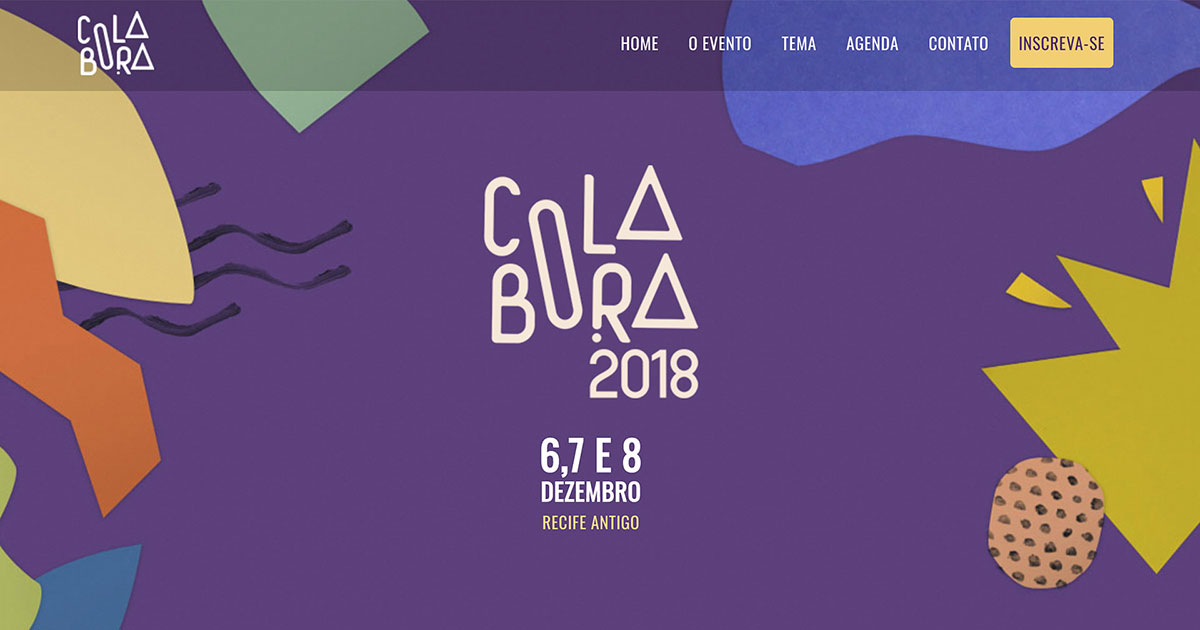 COLA
BORA
HOME O EVENTO TEMA AGENDA CONTATO INSCREVA-SE
COLA
BORA
2018
6,7 E 8
DEZEMBRO
RECIFE ANTIGO